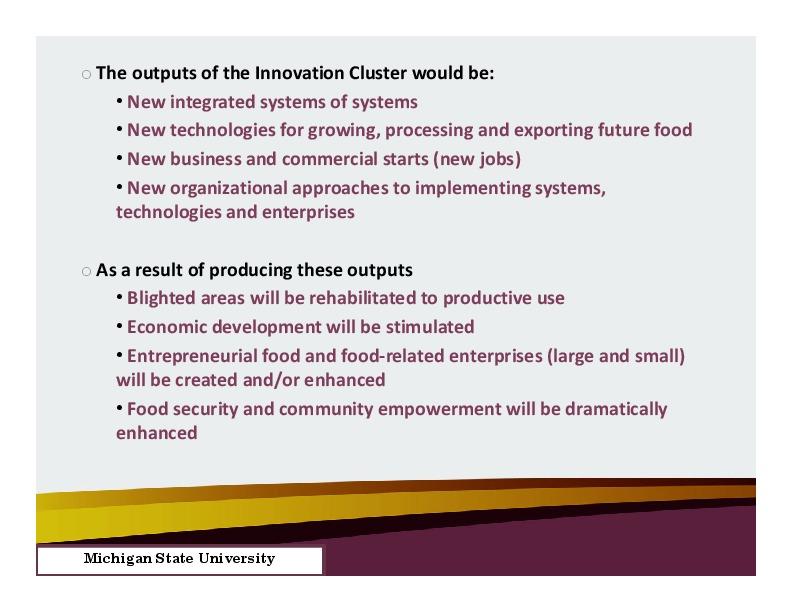 ○ The outputs of the Innovation Cluster would be:
• New integrated systems of systems
• New technologies for growing, processing and exporting future food
• New business and commercial starts (new jobs)
• New organizational approaches to implementing systems,
technologies and enterprises
○ As a result of producing these outputs
• Blighted areas will be rehabilitated to productive use
• Economic development will be stimulated
• Entrepreneurial food and food-related enterprises (large and small)
will be created and/or enhanced
• Food security and community empowerment will be dramatically
enhanced
Michigan State University